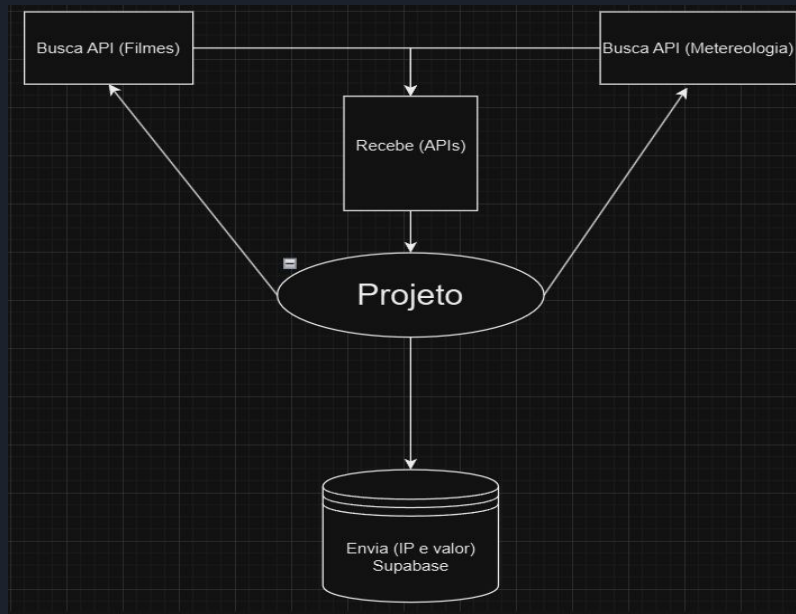 Busca API (Filmes)
Busca API (Metereologia)
Recebe (APIs)
Projeto
Envia (IP e valor)
Supabase